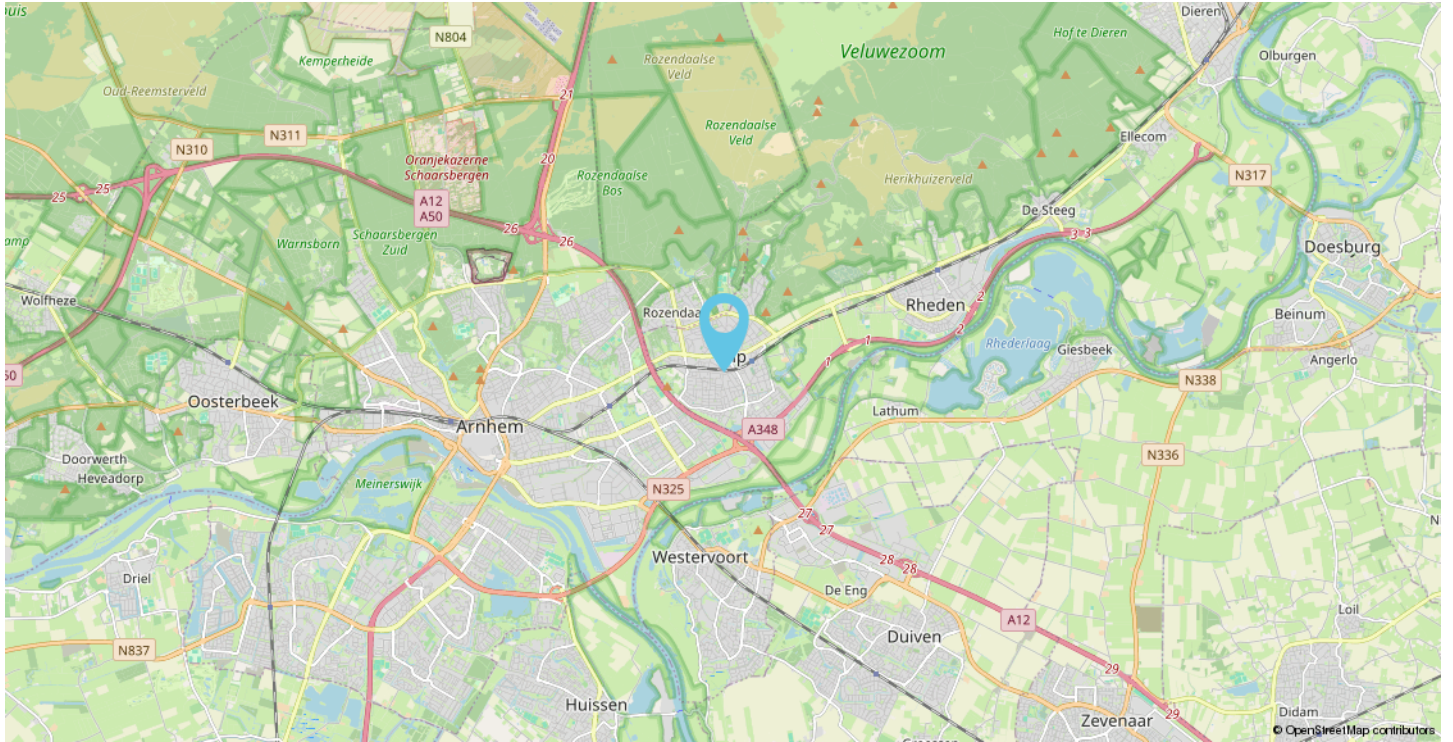 Dieren
Hof te Dieren
N804
Veluwezoom
Kemperheide
Rozendaalse
Veld
Olburgen
Oud-Reemsterveld
21
N311
Rozendaalse
Veld
Ellecom
N310
20
Oranjekazerne
Schaarsbergen
Rozendaalse
Bos
Herikhuizerveld
N317
25
25
A12
A50
De Steeg
26
26
3
3
Warnsborn
Schaarsbergen
Zuid
Doesburg
Wolfheze
Rheden
2
Rozendaa
Beinum
2
1
1
Rhederlaag
Giesbeek
Angerlo
N338
Oosterbeek
Lathum
Arnhem
A348
Doorwerth
Heveadorp
N336
Meinerswijk
N325
27
27
Westervoort
28
28
Driel
De Eng
Loil
A12
Duiven
N837
29
Huissen
29
Zevenaar
Didam
© OpenStreetMap contributors